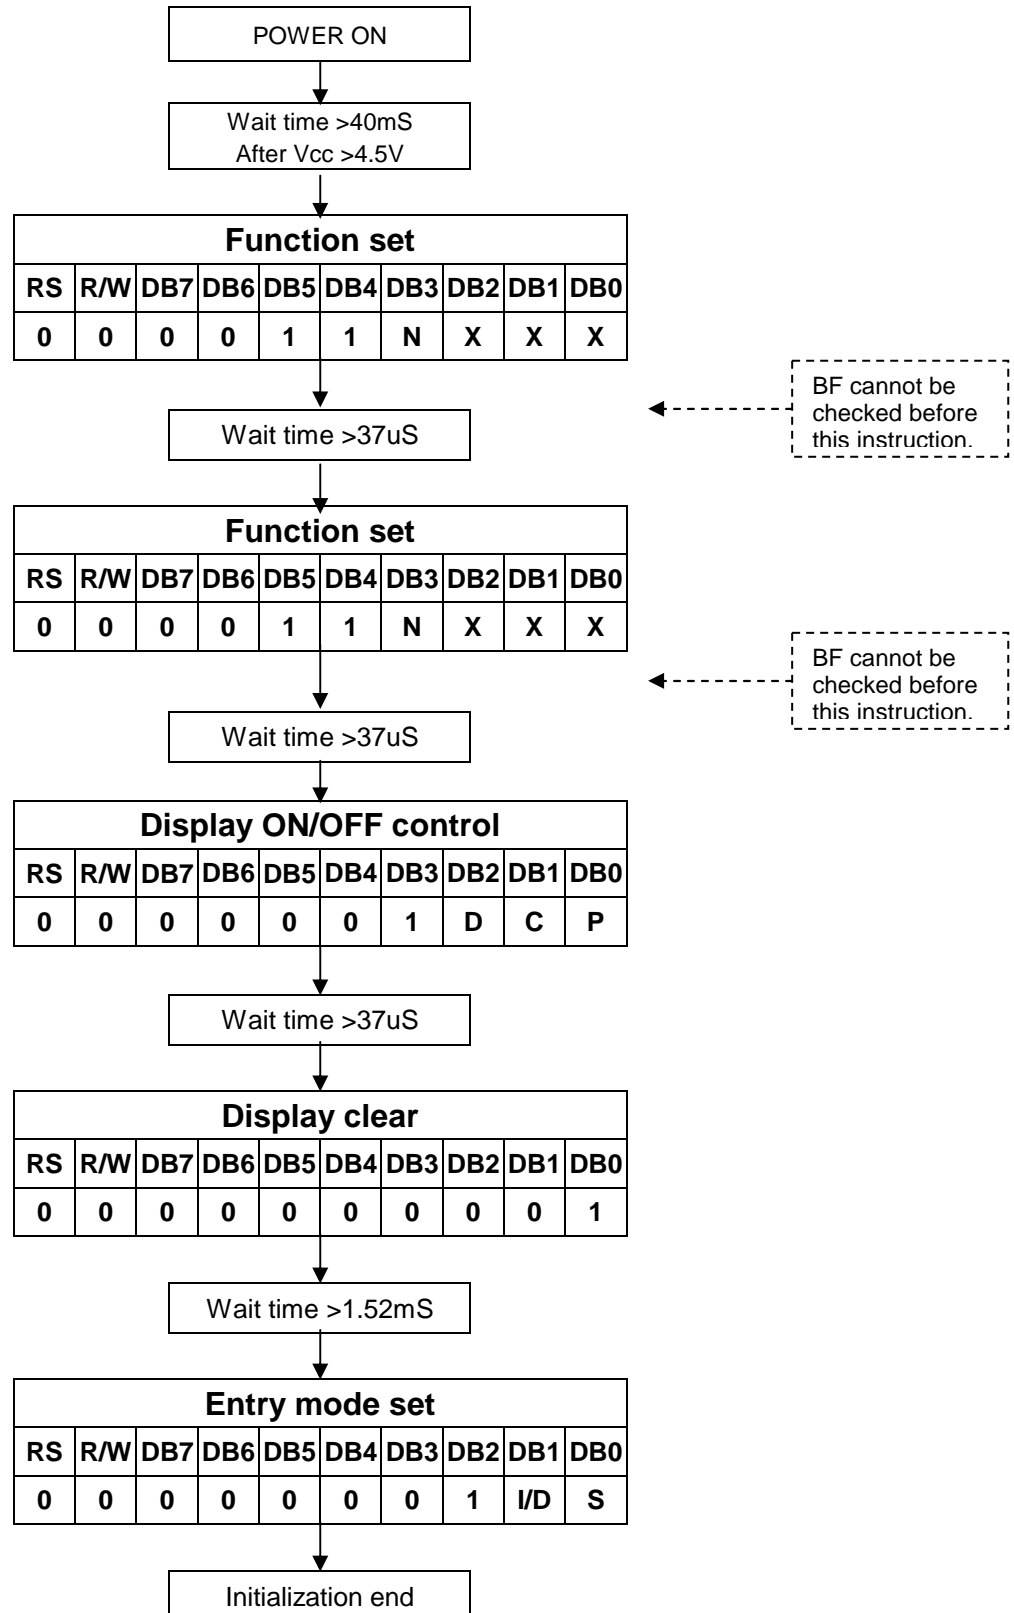 POWER ON
Wait time >40mS
After Vcc >4.5V
Function set
RS R/W DB7 DB6 DB5 DB4 DB3 DB2 DB1 DB0
0 0 0 0 1 1 N X X X
BF cannot be
checked before
this instruction.
Wait time >37uS
Function set
RS R/W DB7 DB6 DB5 DB4 DB3 DB2 DB1 DB0
0 0 0 0 1 1 N X X X
BF cannot be
checked before
this instruction.
Wait time >37uS
Display ON/OFF control
RS R/W DB7 DB6 DB5 DB4 DB3 DB2 DB1 DB0
0 0 0 0 0 0 1 D C P
Wait time >37uS
Display clear
RS R/W DB7 DB6 DB5 DB4 DB3 DB2 DB1 DB0
0 0 0 0 0 0 0 0 0 1
Wait time >1.52mS
Entry mode set
RS R/W DB7 DB6 DB5 DB4 DB3 DB2 DB1 DB0
0 0 0 0 0 0 0 1 I/D S
Initialization end